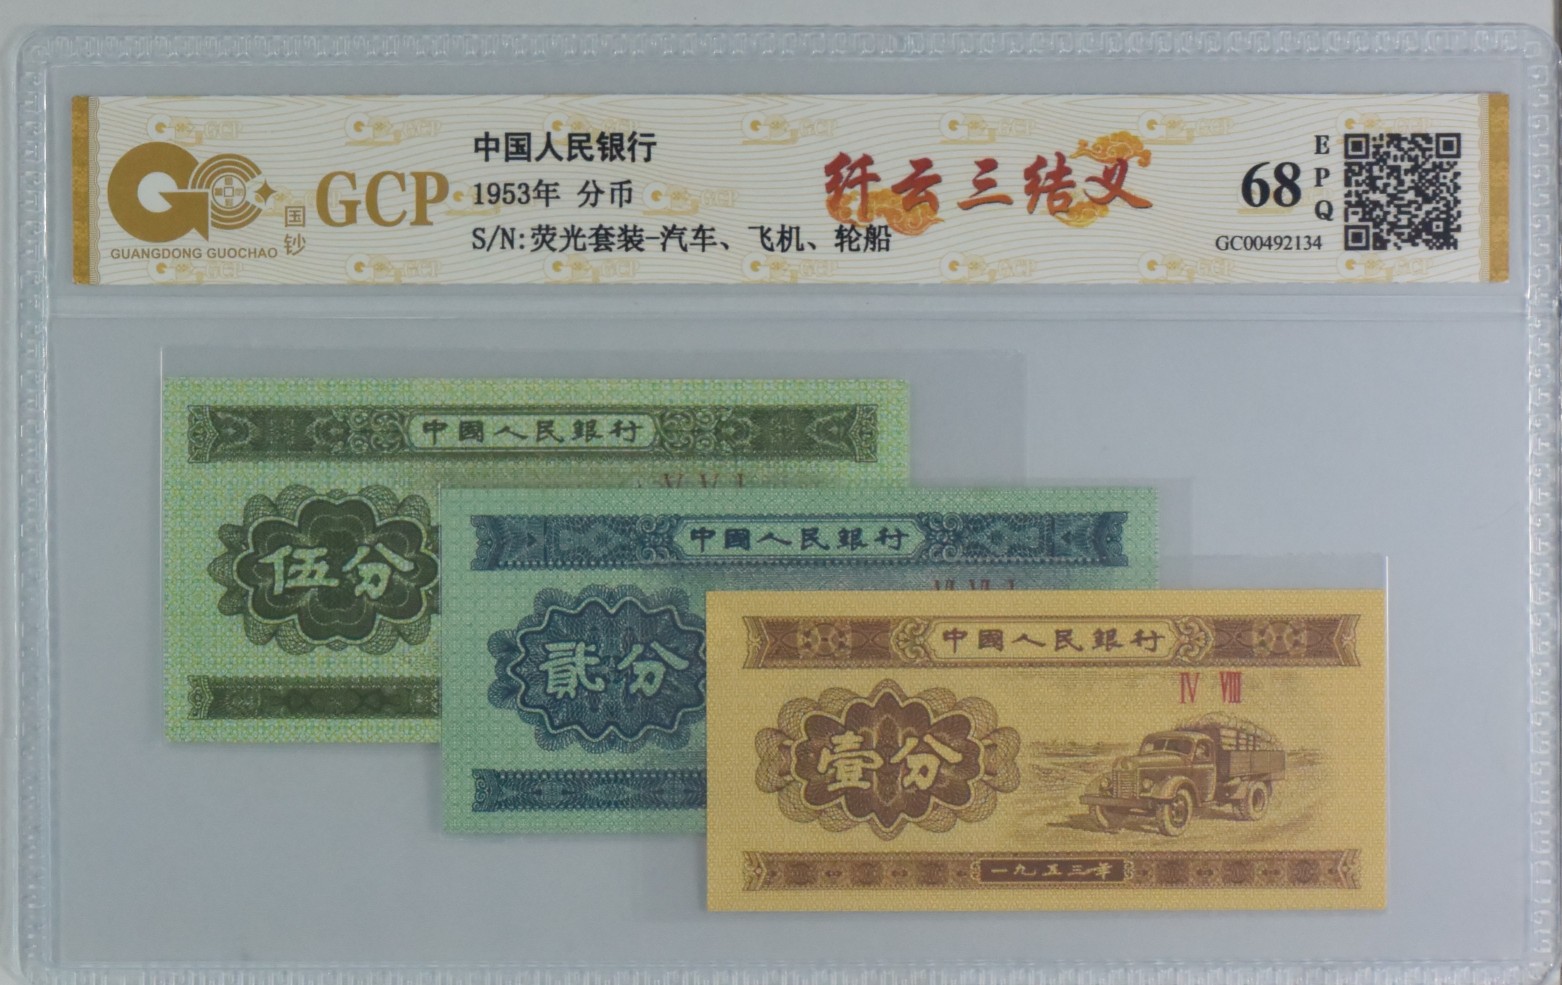 中国人民银行
1953年 分币
S/N:荧光套装-汽车、飞机、轮船
GCP
国钞
GUANGDONG GUOCHAO
纤云三结义
68
EPQ
GC00492134
中國人民銀行
V V I
伍分
中國人民銀行
VI VI I
貳分
中國人民銀行
IV VIII
壹分
一九五三年